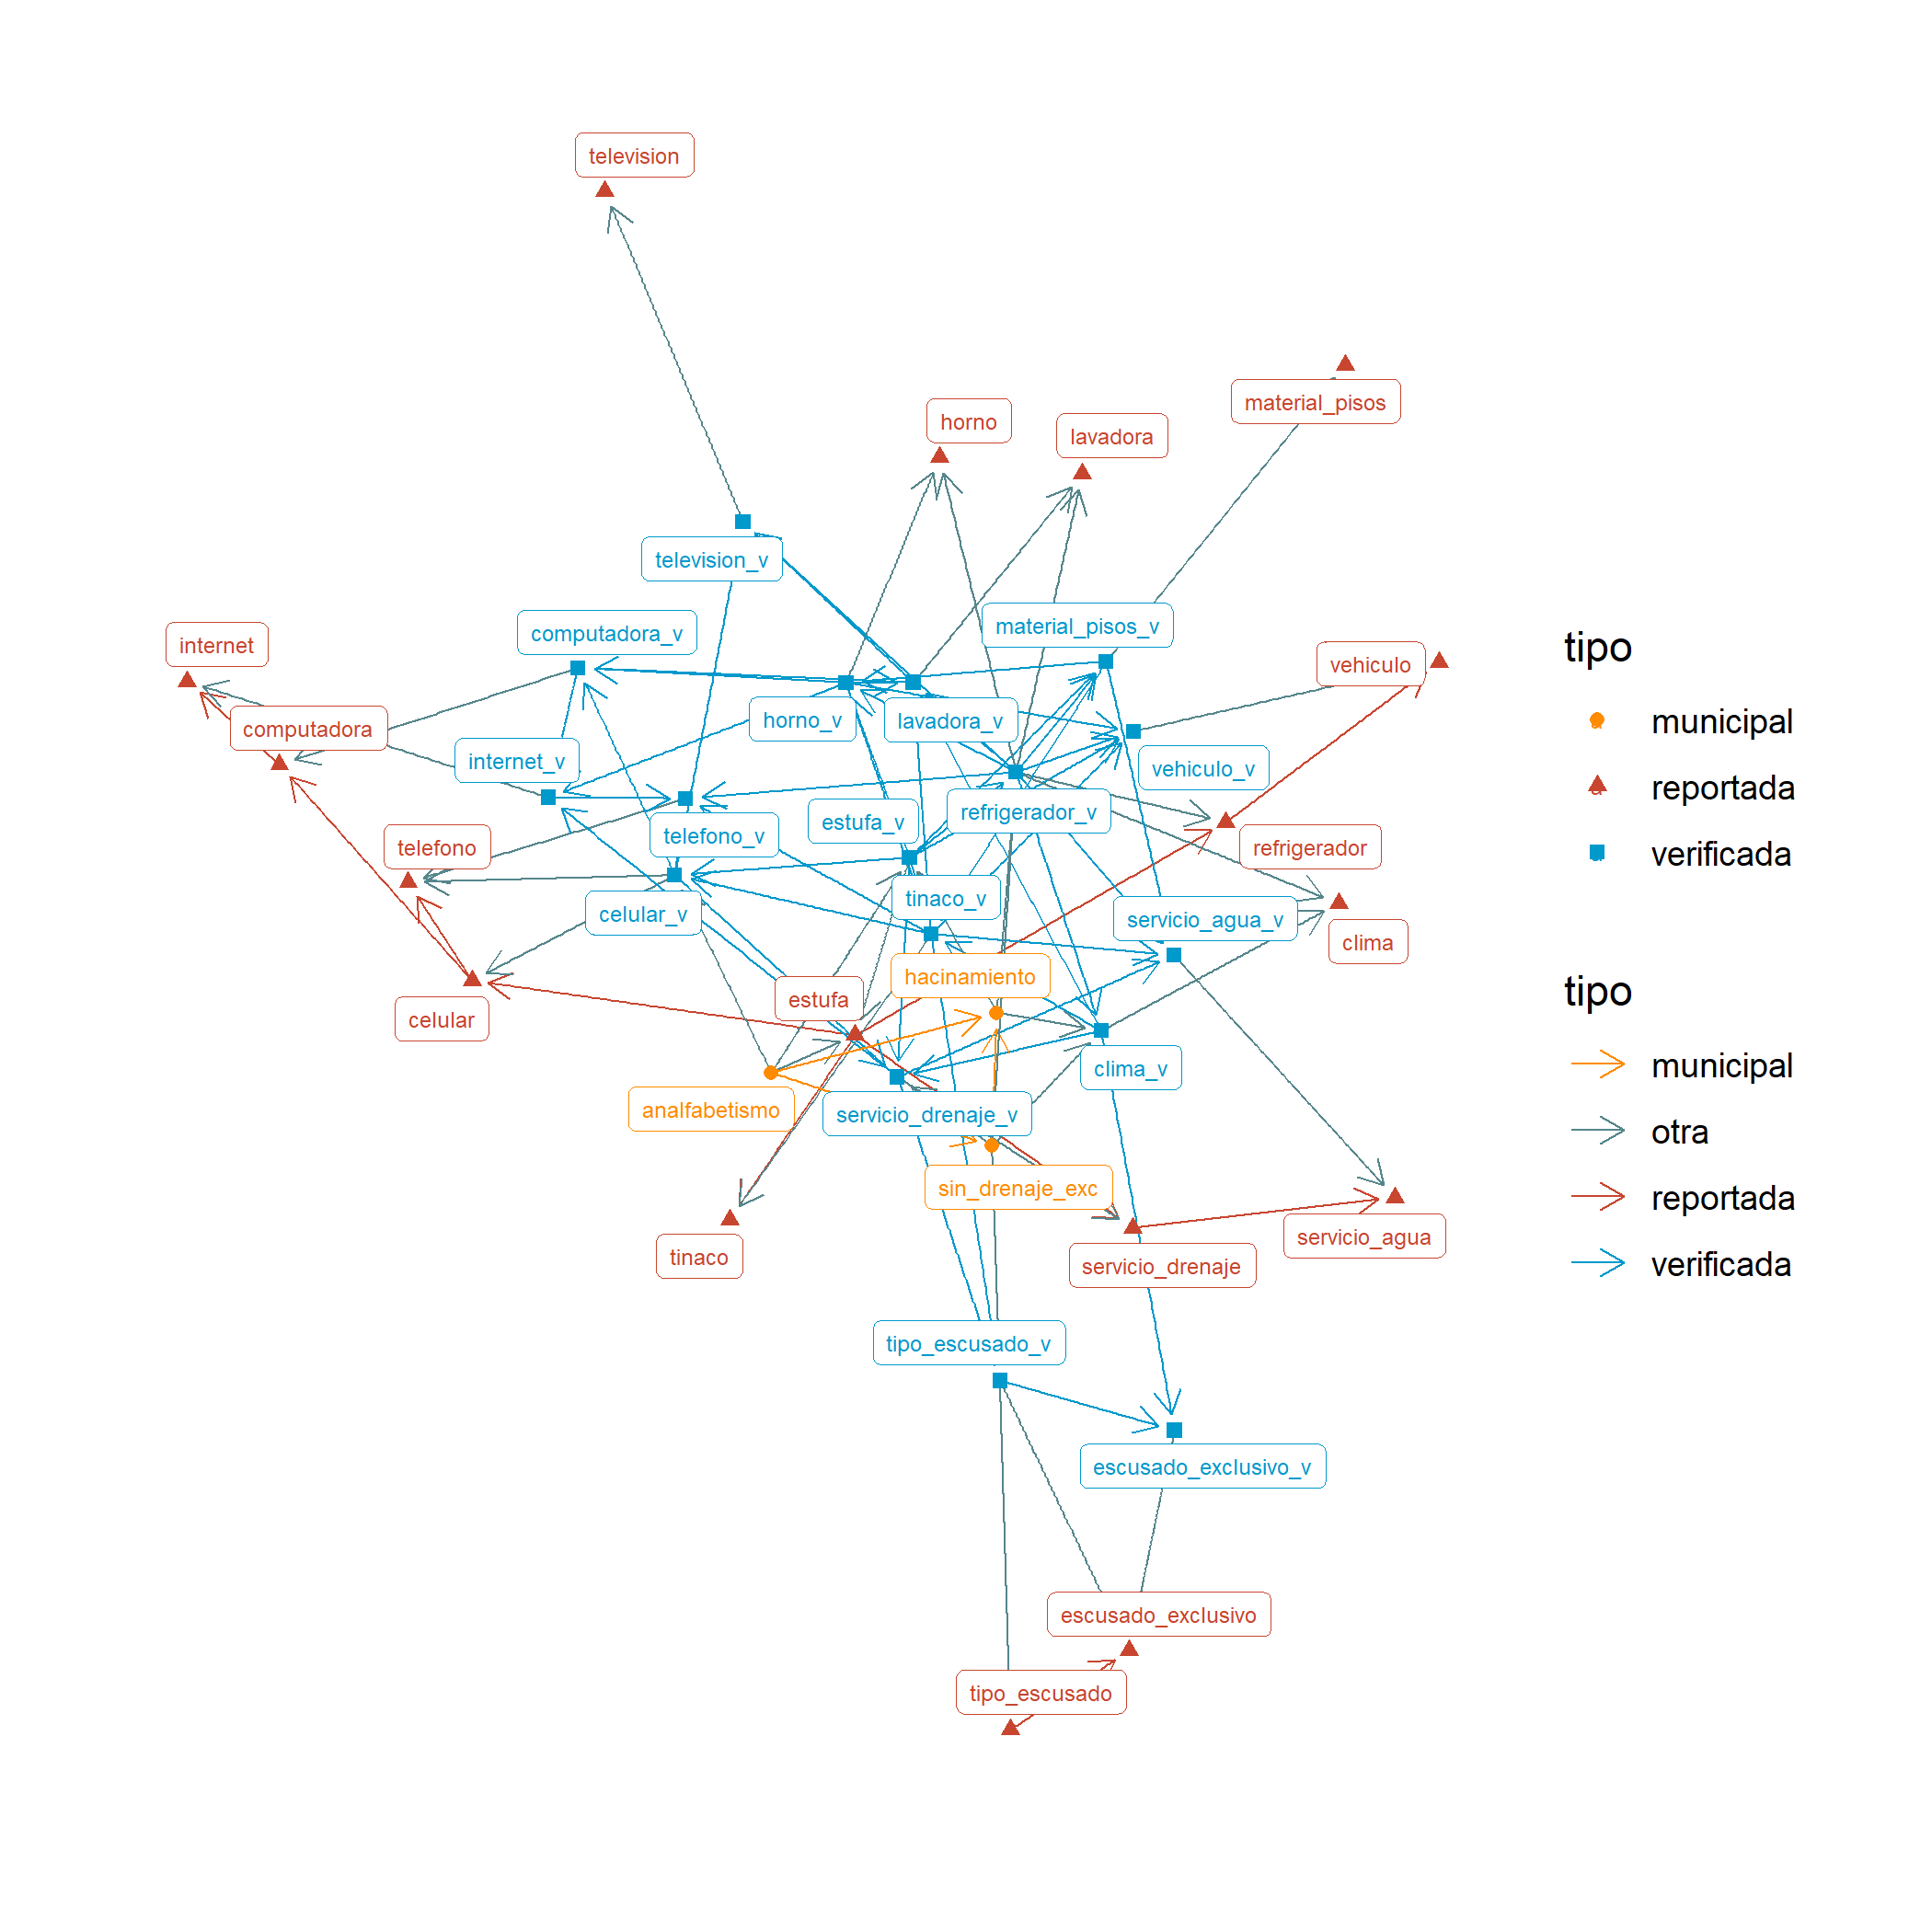 television
material_pisos
horno
lavadora
television_v
computadora_v
material_pisos_v
internet
vehiculo
computadora
horno_v
lavadora_v
internet_v
vehiculo_v
estufa_v
refrigerador_v
telefono_v
telefono
refrigerador
tinaco_v
celular_v
servicio_agua_v
clima
hacinamiento
estufa
celular
clima_v
analfabetismo
servicio_drenaje_v
sin_drenaje_exc
tinaco
servicio_agua
servicio_drenaje
tipo_escusado_v
escusado_exclusivo_v
escusado_exclusivo
tipo_escusado
tipo
municipal
reportada
verificada
tipo
municipal
otra
reportada
verificada